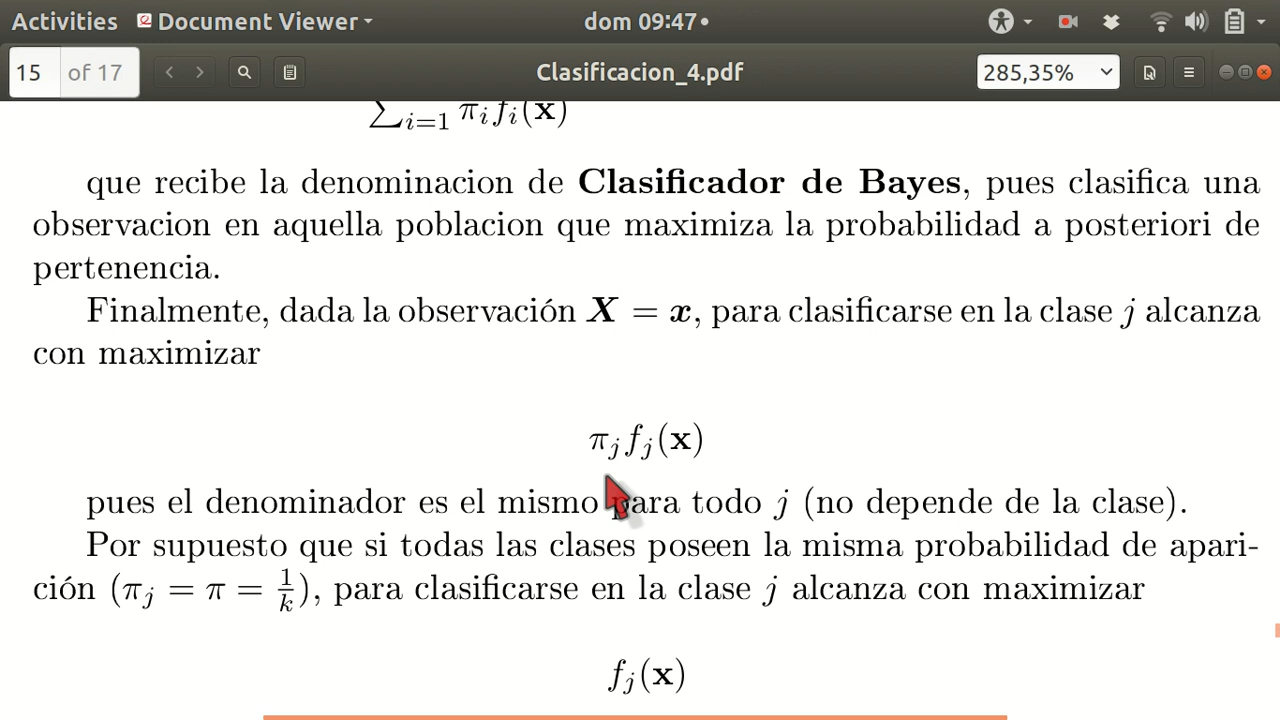 Activities Document Viewer dom 09:47
15 of 17 Clasificacion_4.pdf 285,35%
∑i=1 πi fi(x)
que recibe la denominacion de Clasificador de Bayes, pues clasifica una
observacion en aquella poblacion que maximiza la probabilidad a posteriori de
pertenencia.
Finalmente, dada la observación X = x, para clasificarse en la clase j alcanza
con maximizar
πj fj(x)
pues el denominador es el mismo para todo j (no depende de la clase).
Por supuesto que si todas las clases poseen la misma probabilidad de apari-
ción (πj = π = 1/k), para clasificarse en la clase j alcanza con maximizar
fj(x)